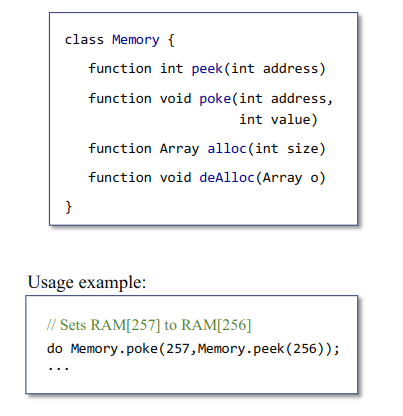 class Memory {
function int peek(int address)
function void poke(int address,
int value)
function Array alloc(int size)
function void deAlloc(Array o)
}
Usage example:
// Sets RAM[257] to RAM[256]
do Memory.poke(257,Memory.peek(256));
...